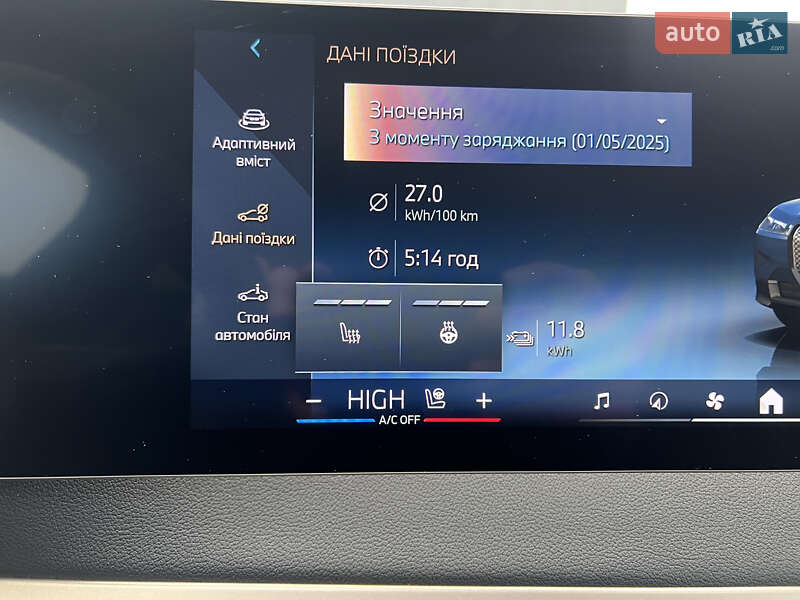 auto RIA .com
ДАНІ ПОЇЗДКИ
Значення
З моменту заряджання (01/05/2025)
Адаптивний
вміст
27.0
kWh/100 km
Дані поїздки
5:14 год
Стан
автомобіля
11.8
kWh
− HIGH +
A/C OFF